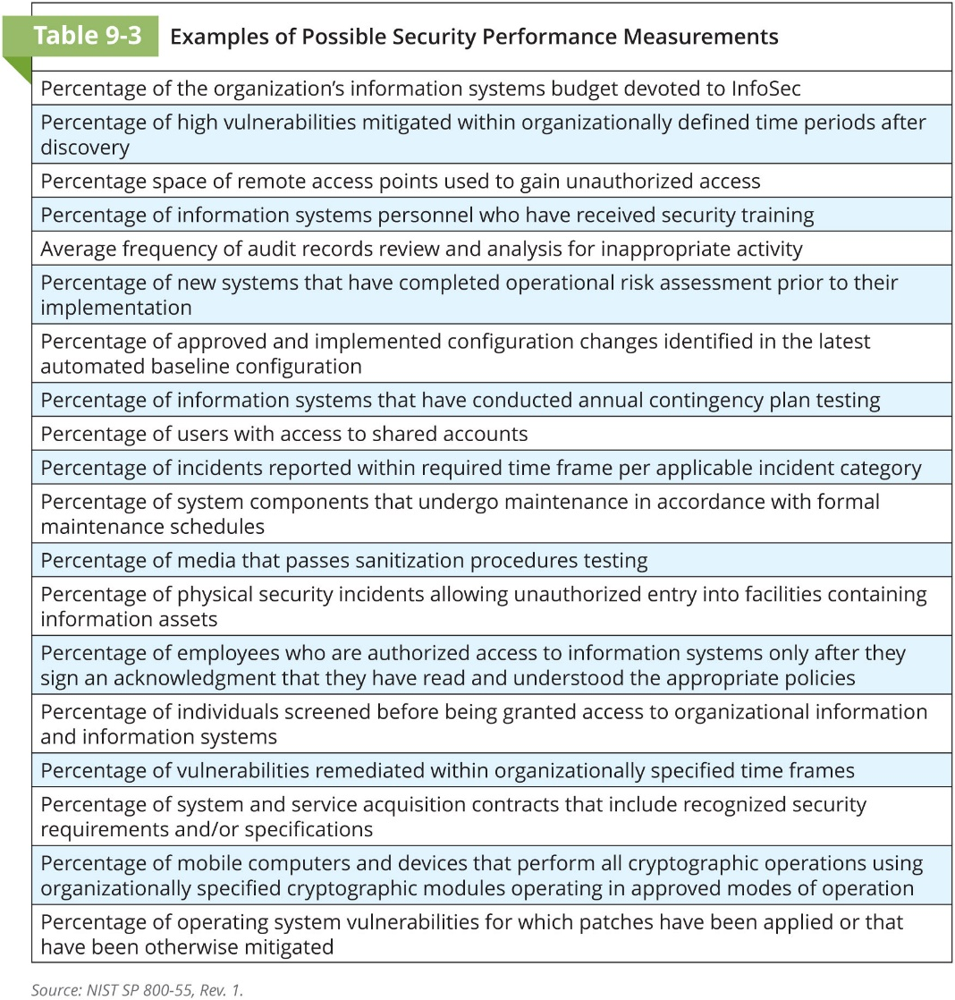 Table 9-3 Examples of Possible Security Performance Measurements
Percentage of the organization’s information systems budget devoted to InfoSec
Percentage of high vulnerabilities mitigated within organizationally defined time periods after
discovery
Percentage space of remote access points used to gain unauthorized access
Percentage of information systems personnel who have received security training
Average frequency of audit records review and analysis for inappropriate activity
Percentage of new systems that have completed operational risk assessment prior to their
implementation
Percentage of approved and implemented configuration changes identified in the latest
automated baseline configuration
Percentage of information systems that have conducted annual contingency plan testing
Percentage of users with access to shared accounts
Percentage of incidents reported within required time frame per applicable incident category
Percentage of system components that undergo maintenance in accordance with formal
maintenance schedules
Percentage of media that passes sanitization procedures testing
Percentage of physical security incidents allowing unauthorized entry into facilities containing
information assets
Percentage of employees who are authorized access to information systems only after they
sign an acknowledgment that they have read and understood the appropriate policies
Percentage of individuals screened before being granted access to organizational information
and information systems
Percentage of vulnerabilities remediated within organizationally specified time frames
Percentage of system and service acquisition contracts that include recognized security
requirements and/or specifications
Percentage of mobile computers and devices that perform all cryptographic operations using
organizationally specified cryptographic modules operating in approved modes of operation
Percentage of operating system vulnerabilities for which patches have been applied or that
have been otherwise mitigated
Source: NIST SP 800-55, Rev. 1.